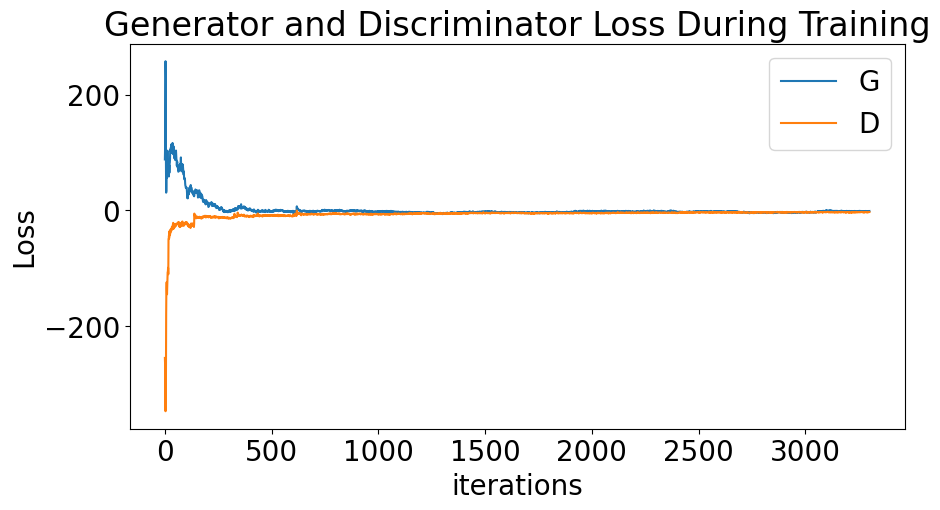 Generator and Discriminator Loss During Training
G
D
200
0
−200
Loss
0 500 1000 1500 2000 2500 3000
iterations